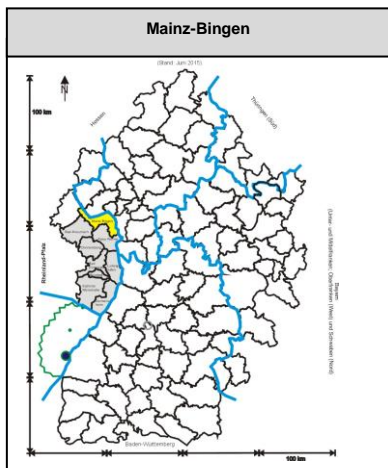 Mainz-Bingen
(Stand: Juni 2015)
N
100 km
Hessen
Thüringen (Süd)
Rheinland-Pfalz
Bayern
(Unter- und Mittelfranken, Oberfranken (West) und Schwaben (Nord)
Baden-Württemberg
100 km